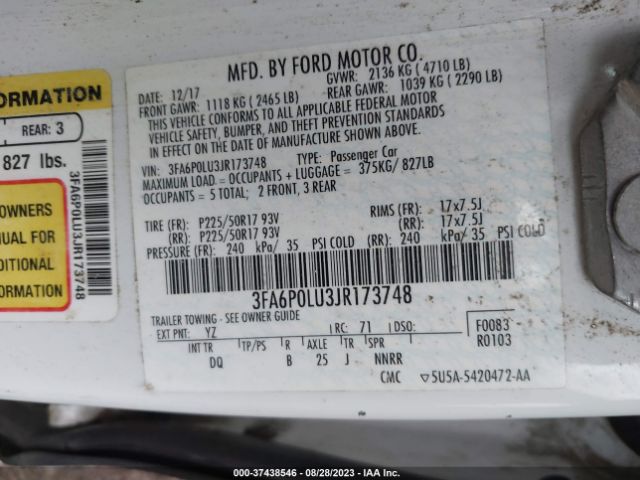 ORMATION
REAR: 3
827 lbs.
OWNERS
NUAL FOR
DITIONAL
FORMATION
3FA6P0LU3JR173748
MFD. BY FORD MOTOR CO.
DATE: 12/17
GVWR: 2136 KG ( 4710 LB)
FRONT GAWR: 1118 KG ( 2465 LB)
REAR GAWR: 1039 KG ( 2290 LB)
THIS VEHICLE CONFORMS TO ALL APPLICABLE FEDERAL MOTOR
VEHICLE SAFETY, BUMPER, AND THEFT PREVENTION STANDARDS
IN EFFECT ON THE DATE OF MANUFACTURE SHOWN ABOVE.
VIN: 3FA6P0LU3JR173748 TYPE: Passenger Car
MAXIMUM LOAD = OCCUPANTS + LUGGAGE = 375KG/ 827LB
OCCUPANTS = 5 TOTAL; 2 FRONT, 3 REAR
TIRE (FR): P225/50R17 93V RIMS (FR): 17x7.5J
(RR): P225/50R17 93V (RR): 17x7.5J
PRESSURE (FR): 240 kPa/ 35 PSI COLD (RR): 240 kPa/ 35 PSI COLD
3FA6P0LU3JR173748
TRAILER TOWING - SEE OWNER GUIDE
EXT PNT: YZ RC: 71 DSO:
F0083
R0103
INT TR TP/PS R AXLE TR SPR
DQ B 25 J NNRR
CMC ▽5U5A-5420472-AA
000-37438546 - 08/28/2023 - IAA Inc.